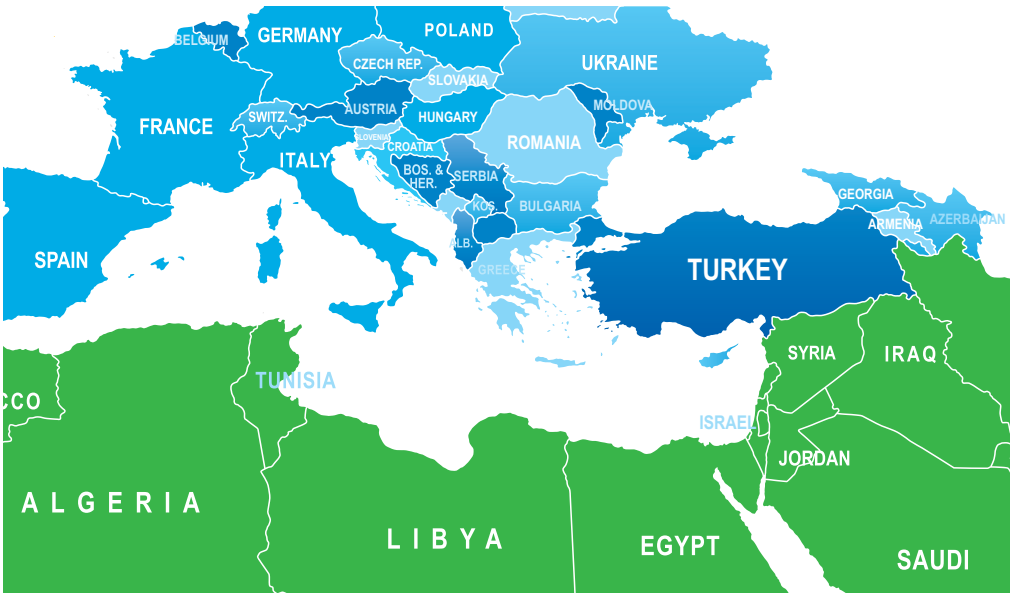 BELGIUM
GERMANY
POLAND
CZECH REP.
UKRAINE
SLOVAKIA
FRANCE
SWITZ.
AUSTRIA
HUNGARY
MOLDOVA
SLOVENIA
CROATIA
ROMANIA
ITALY
BOS. &
HER.
SERBIA
KOS.
BULGARIA
GEORGIA
ARMENIA
AZERBAIJAN
ALB.
SPAIN
GREECE
TURKEY
SYRIA
IRAQ
TUNISIA
CCO
ISRAEL
JORDAN
ALGERIA
LIBYA
EGYPT
SAUDI